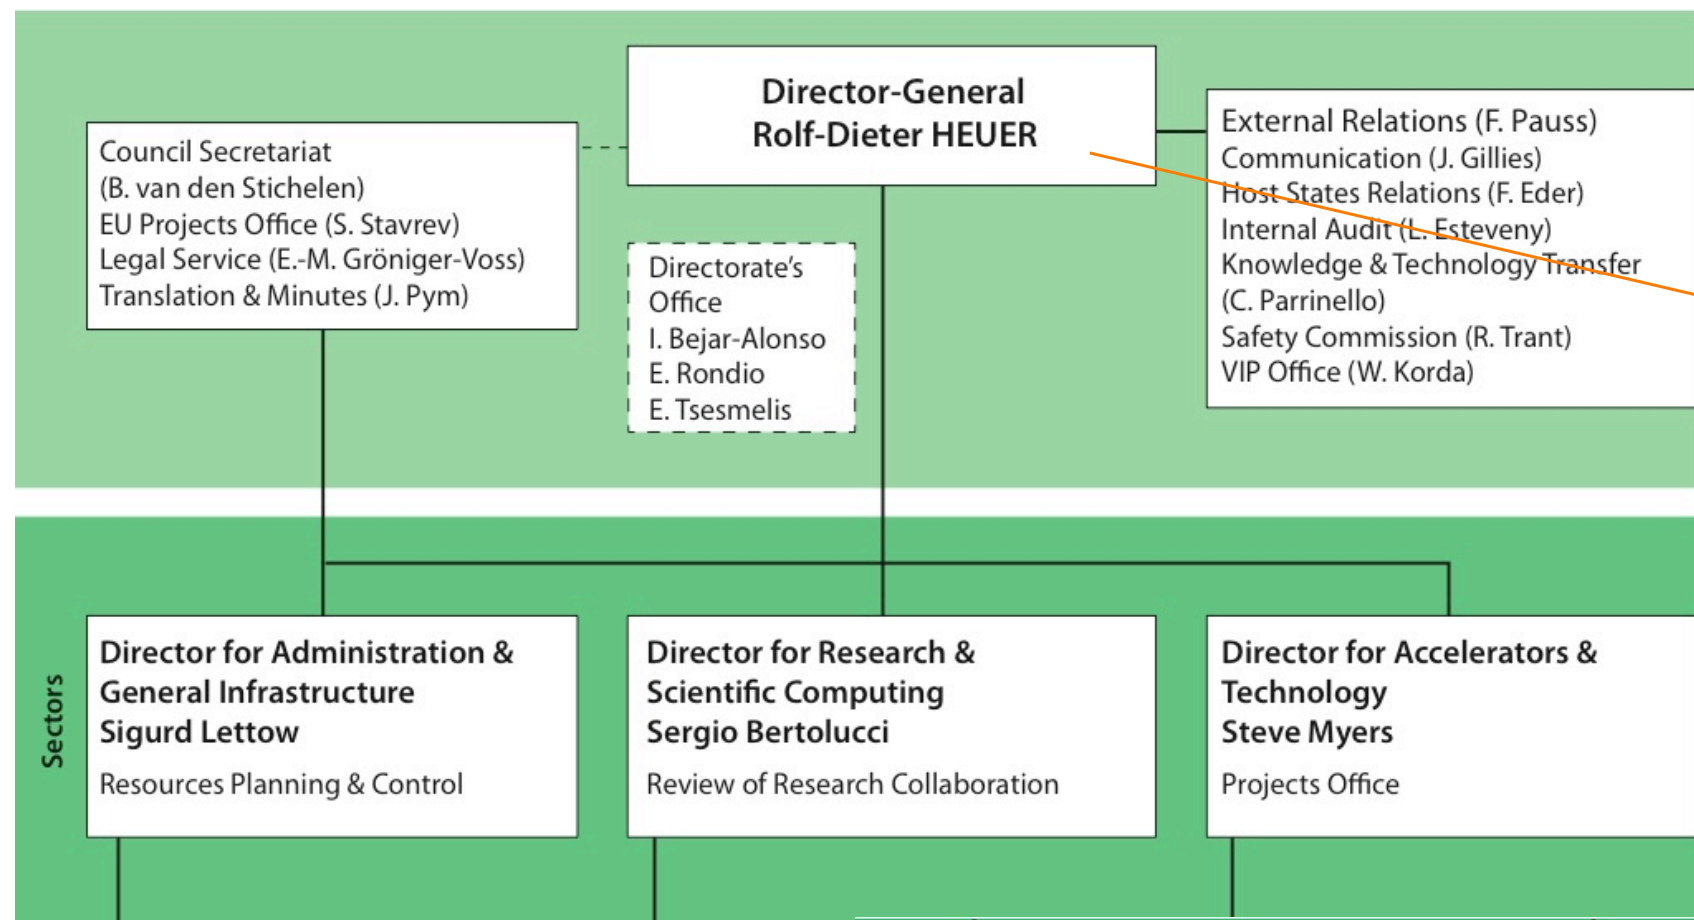 Director-General
Rolf-Dieter HEUER
Council Secretariat
(B. van den Stichelen)
EU Projects Office (S. Stavrev)
Legal Service (E.-M. Gröniger-Voss)
Translation & Minutes (J. Pym)
Directorate’s
Office
I. Bejar-Alonso
E. Rondio
E. Tsesmelis
External Relations (F. Pauss)
Communication (J. Gillies)
Host States Relations (F. Eder)
Internal Audit (L. Esteveny)
Knowledge & Technology Transfer
(C. Parrinello)
Safety Commission (R. Trant)
VIP Office (W. Korda)
Sectors
Director for Administration &
General Infrastructure
Sigurd Lettow
Resources Planning & Control
Director for Research &
Scientific Computing
Sergio Bertolucci
Review of Research Collaboration
Director for Accelerators &
Technology
Steve Myers
Projects Office